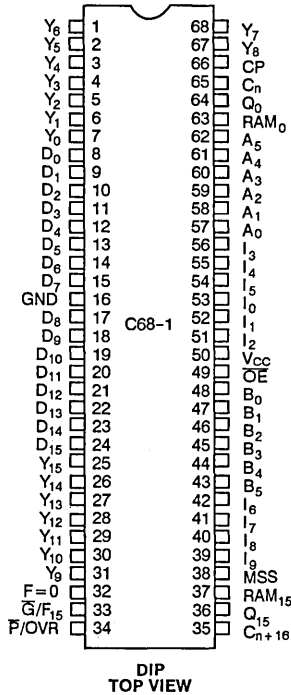 Y₆ 1 68 Y₇
Y₅ 2 67 Y₈
Y₄ 3 66 CP
Y₃ 4 65 Cₙ
Y₂ 5 64 Q₀
Y₁ 6 63 RAM₀
Y₀ 7 62 A₅
D₀ 8 61 A₄
D₁ 9 60 A₃
D₂ 10 59 A₂
D₃ 11 58 A₁
D₄ 12 57 A₀
D₅ 13 56 I₃
D₆ 14 55 I₄
D₇ 15 54 I₅
GND 16 53 I₀
D₈ 17 C68-1 52 I₁
D₉ 18 51 I₂
D₁₀ 19 50 VCC
D₁₁ 20 49 O̅E̅
D₁₂ 21 48 B₀
D₁₃ 22 47 B₁
D₁₄ 23 46 B₂
D₁₅ 24 45 B₃
Y₁₅ 25 44 B₄
Y₁₄ 26 43 B₅
Y₁₃ 27 42 I₆
Y₁₂ 28 41 I₇
Y₁₁ 29 40 I₈
Y₁₀ 30 39 I₉
Y₉ 31 38 MSS
F=0 32 37 RAM₁₅
G̅/F₁₅ 33 36 Q₁₅
P̅/OVR 34 35 Cₙ₊₁₆
DIP
TOP VIEW